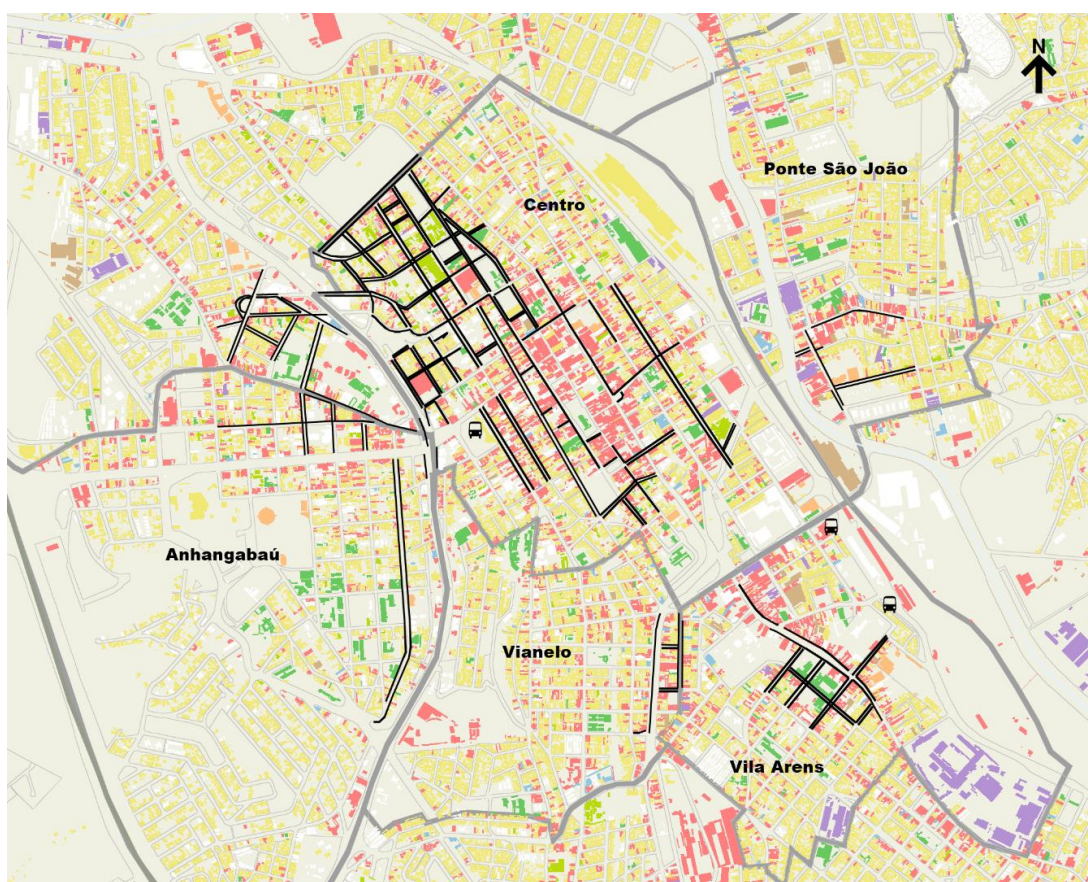 N
Ponte São João
Centro
Anhangabaú
Vianelo
Vila Arens